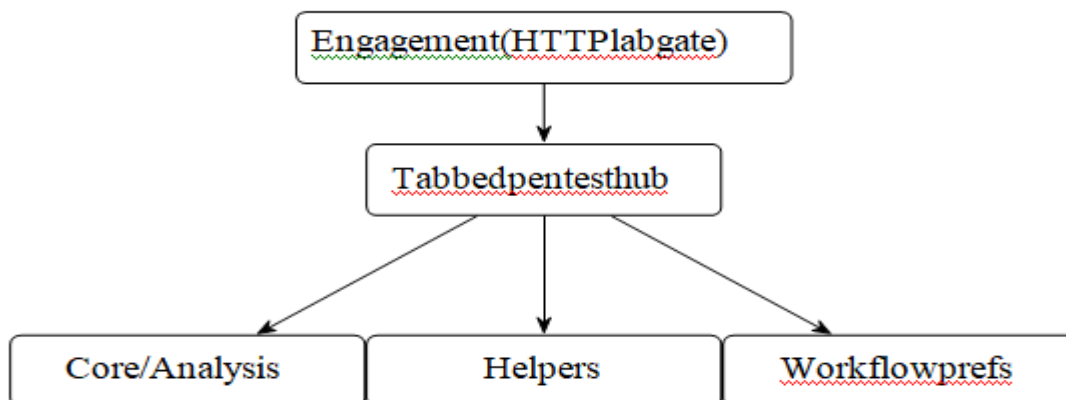 Engagement(HTTPlabgate)
Tabbedpentesthub
Core/Analysis
Helpers
Workflowprefs